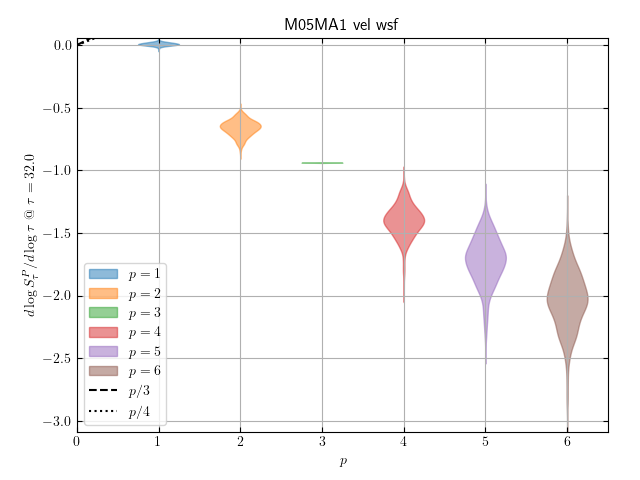 M05MA1 vel wsf
d log S_τ^P / d log τ @ τ = 32.0
0.0
−0.5
−1.0
−1.5
−2.0
−2.5
−3.0
p = 1
p = 2
p = 3
p = 4
p = 5
p = 6
p/3
p/4
0 1 2 3 4 5 6
p